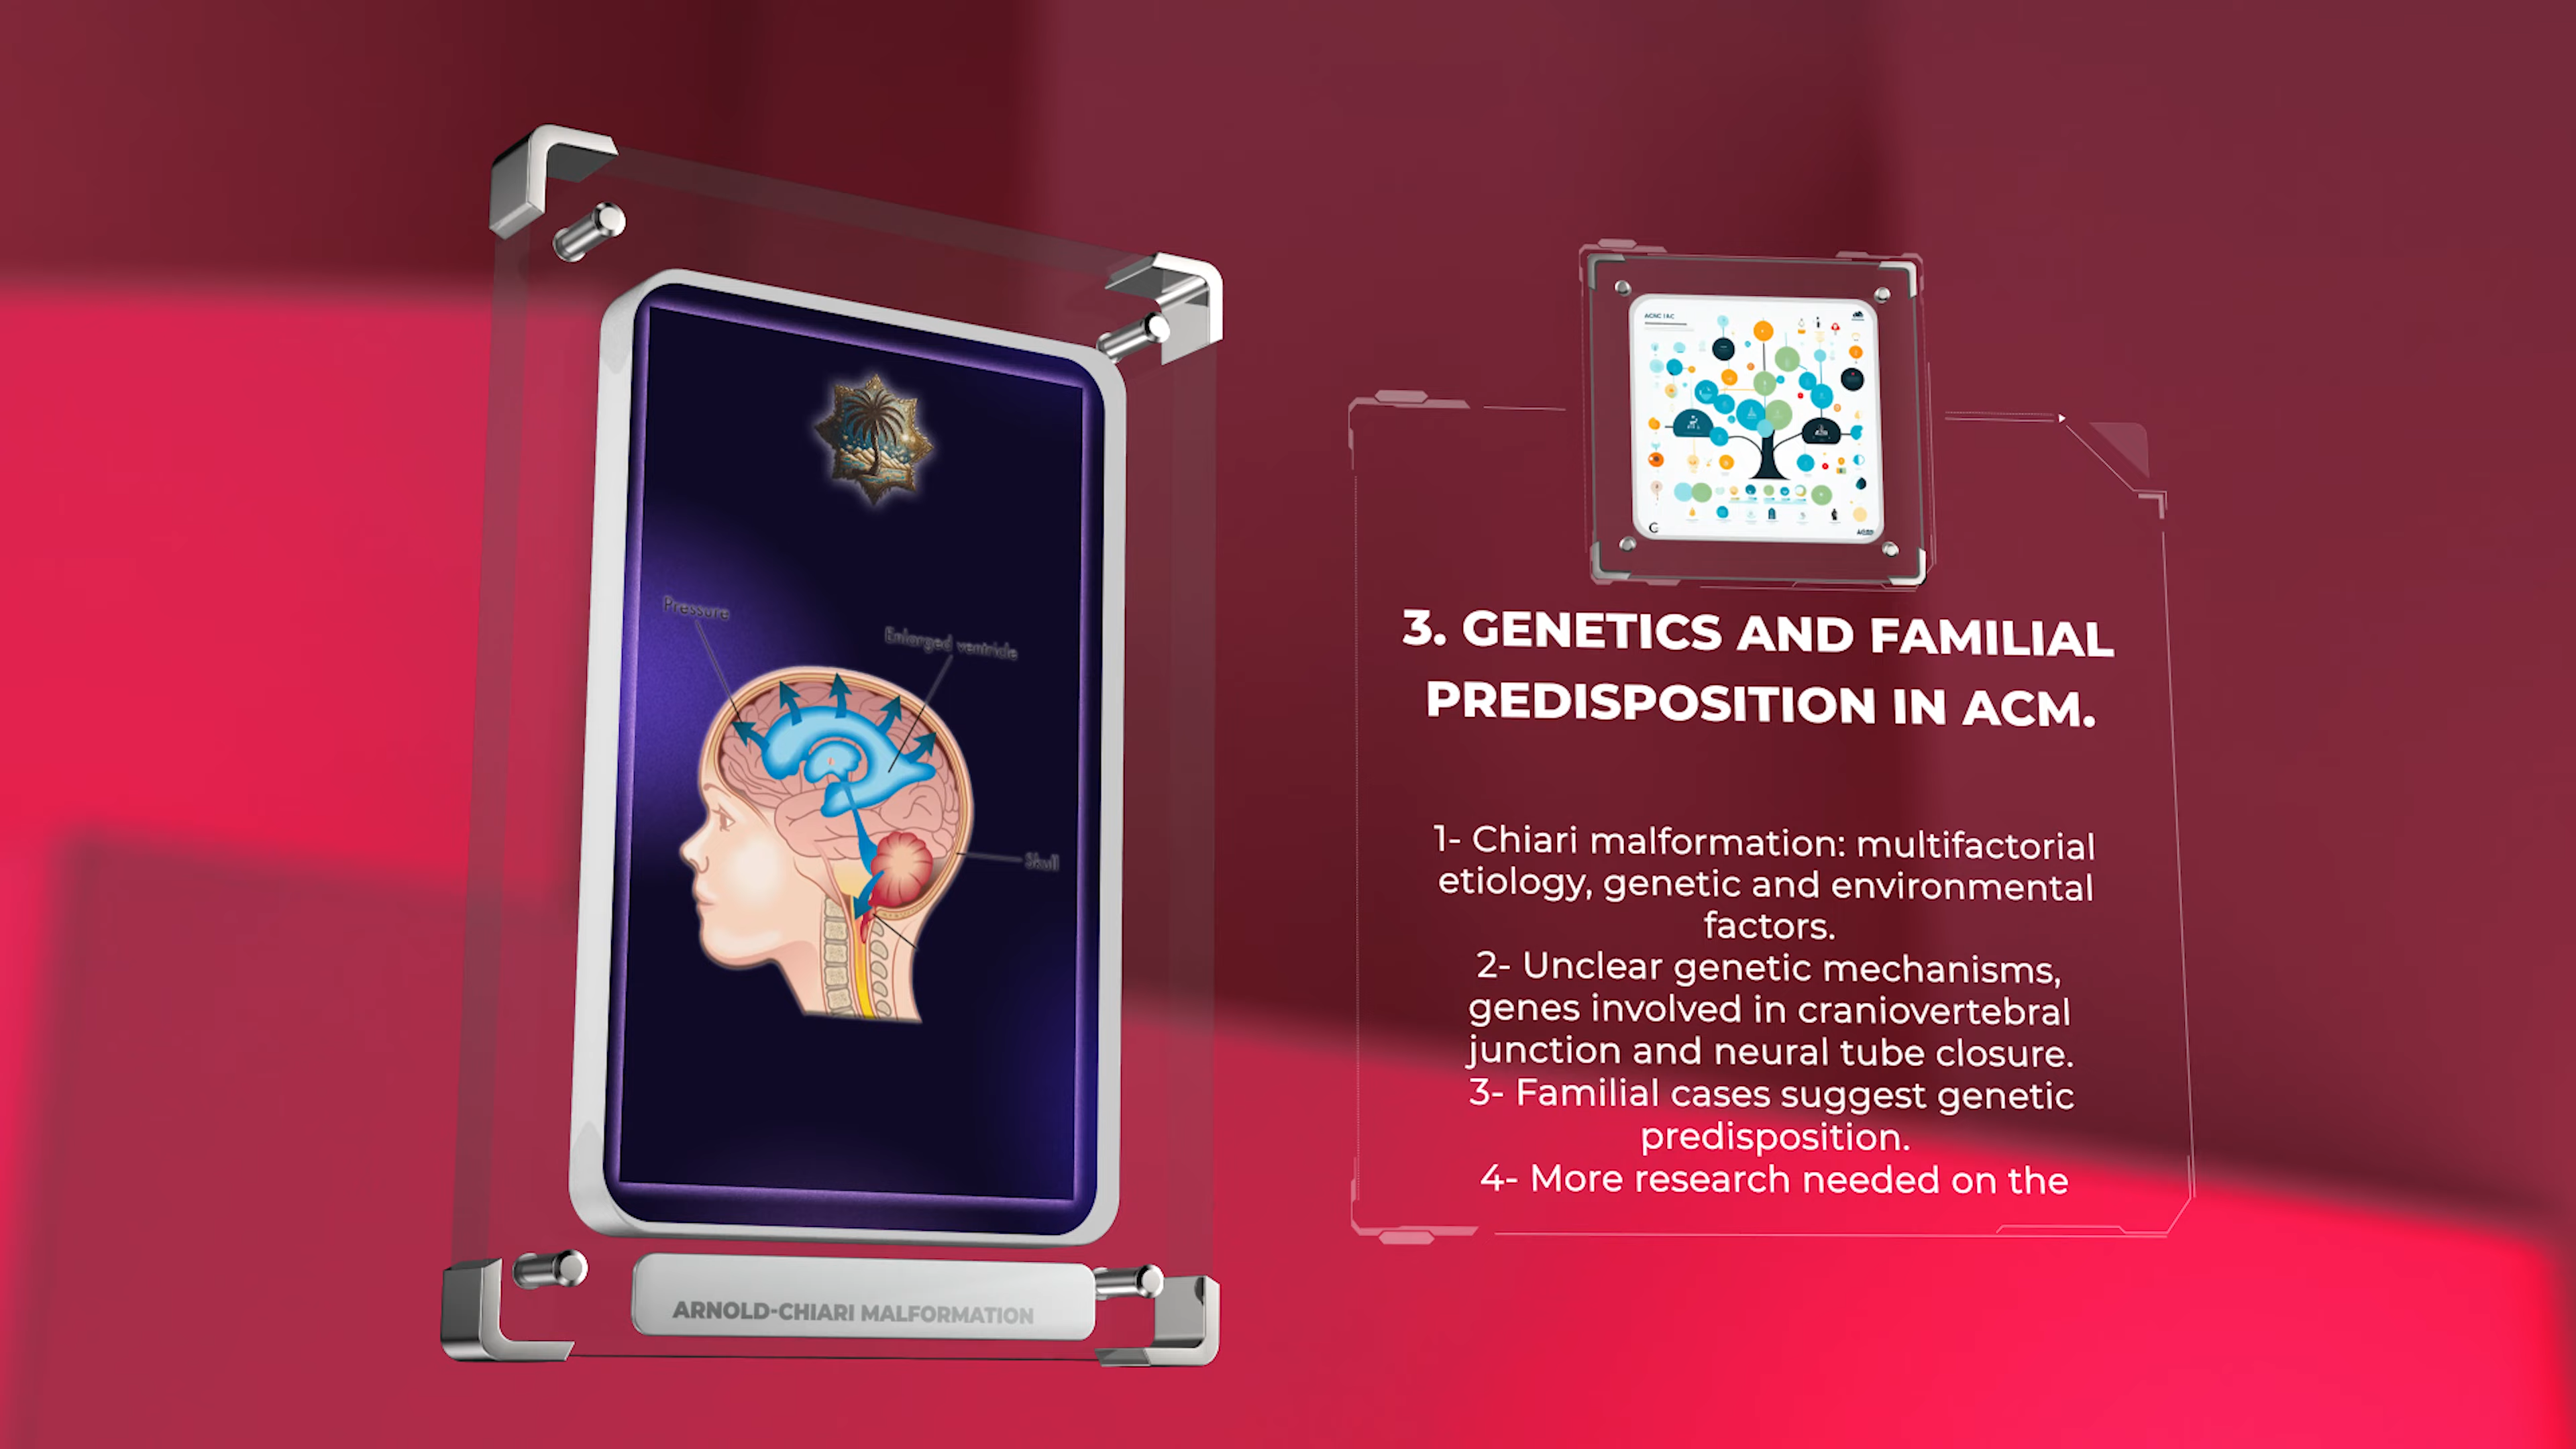 Pressure
Enlarged ventricle
Skull
ARNOLD-CHIARI MALFORMATION
3. GENETICS AND FAMILIAL
PREDISPOSITION IN ACM.
1- Chiari malformation: multifactorial
etiology, genetic and environmental
factors.
2- Unclear genetic mechanisms,
genes involved in craniovertebral
junction and neural tube closure.
3- Familial cases suggest genetic
predisposition.
4- More research needed on the